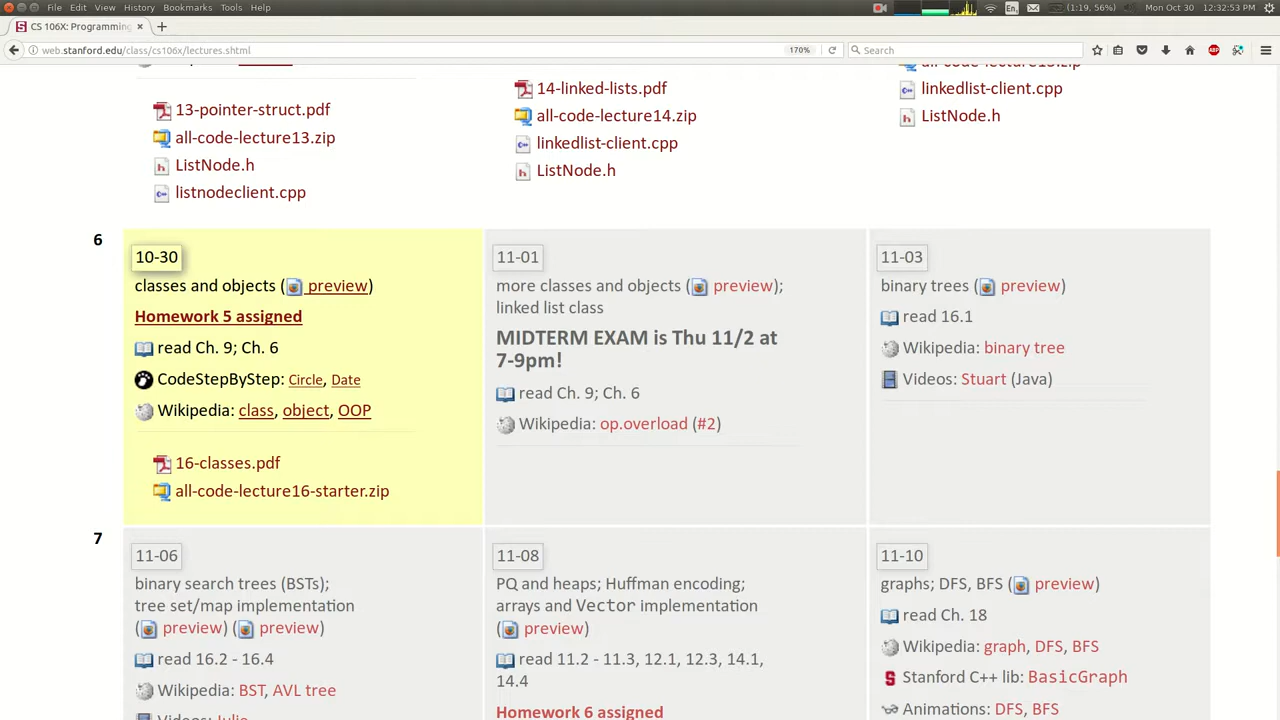 File Edit View History Bookmarks Tools Help
En
(1:19, 56%)
Mon Oct 30 12:32:53 PM
CS 106X: Programming
web.stanford.edu/class/cs106x/lectures.shtml
170%
Search
13-pointer-struct.pdf
all-code-lecture13.zip
ListNode.h
listnodeclient.cpp
14-linked-lists.pdf
all-code-lecture14.zip
linkedlist-client.cpp
ListNode.h
linkedlist-client.cpp
ListNode.h
6
10-30
classes and objects ( preview)
Homework 5 assigned
read Ch. 9; Ch. 6
CodeStepByStep: Circle, Date
Wikipedia: class, object, OOP
16-classes.pdf
all-code-lecture16-starter.zip
11-01
more classes and objects ( preview);
linked list class
MIDTERM EXAM is Thu 11/2 at
7-9pm!
read Ch. 9; Ch. 6
Wikipedia: op.overload (#2)
11-03
binary trees ( preview)
read 16.1
Wikipedia: binary tree
Videos: Stuart (Java)
7
11-06
binary search trees (BSTs);
tree set/map implementation
( preview) ( preview)
read 16.2 - 16.4
Wikipedia: BST, AVL tree
Videos: Julie
11-08
PQ and heaps; Huffman encoding;
arrays and Vector implementation
( preview)
read 11.2 - 11.3, 12.1, 12.3, 14.1,
14.4
Homework 6 assigned
11-10
graphs; DFS, BFS ( preview)
read Ch. 18
Wikipedia: graph, DFS, BFS
Stanford C++ lib: BasicGraph
Animations: DFS, BFS